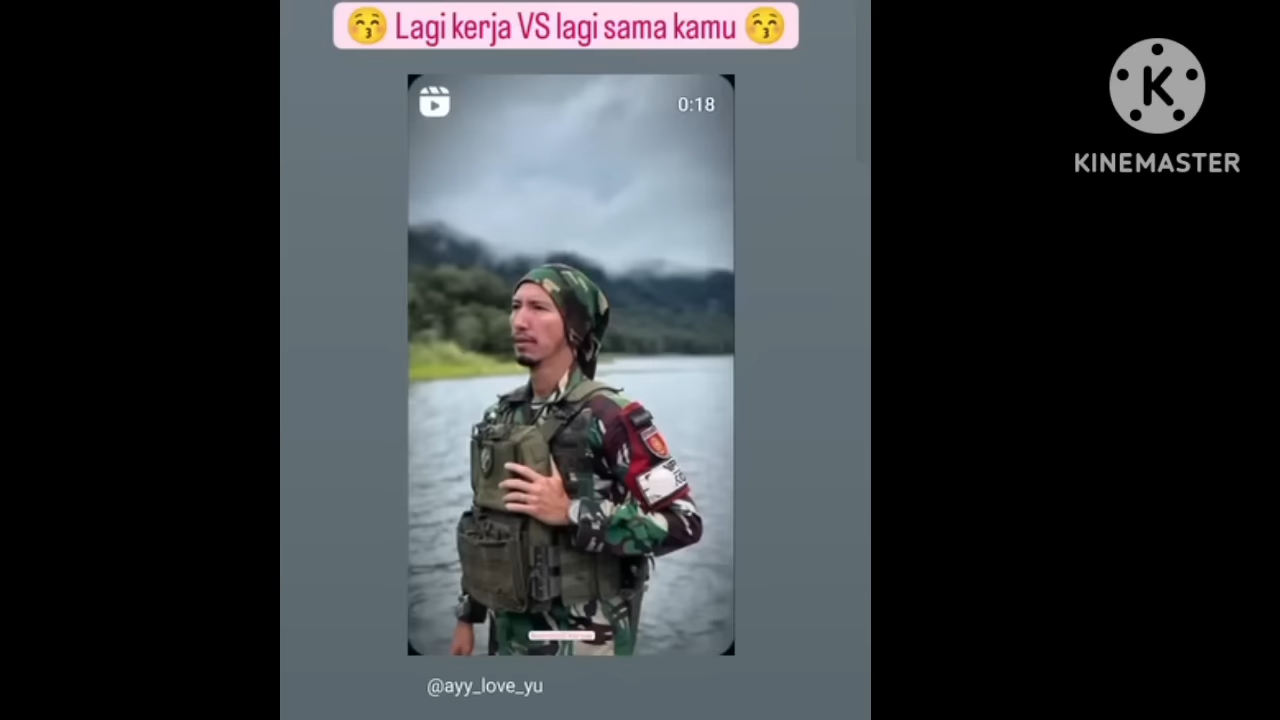 😙 Lagi kerja VS lagi sama kamu 😙
0:18
K
KINEMASTER
@ayy_love_yu